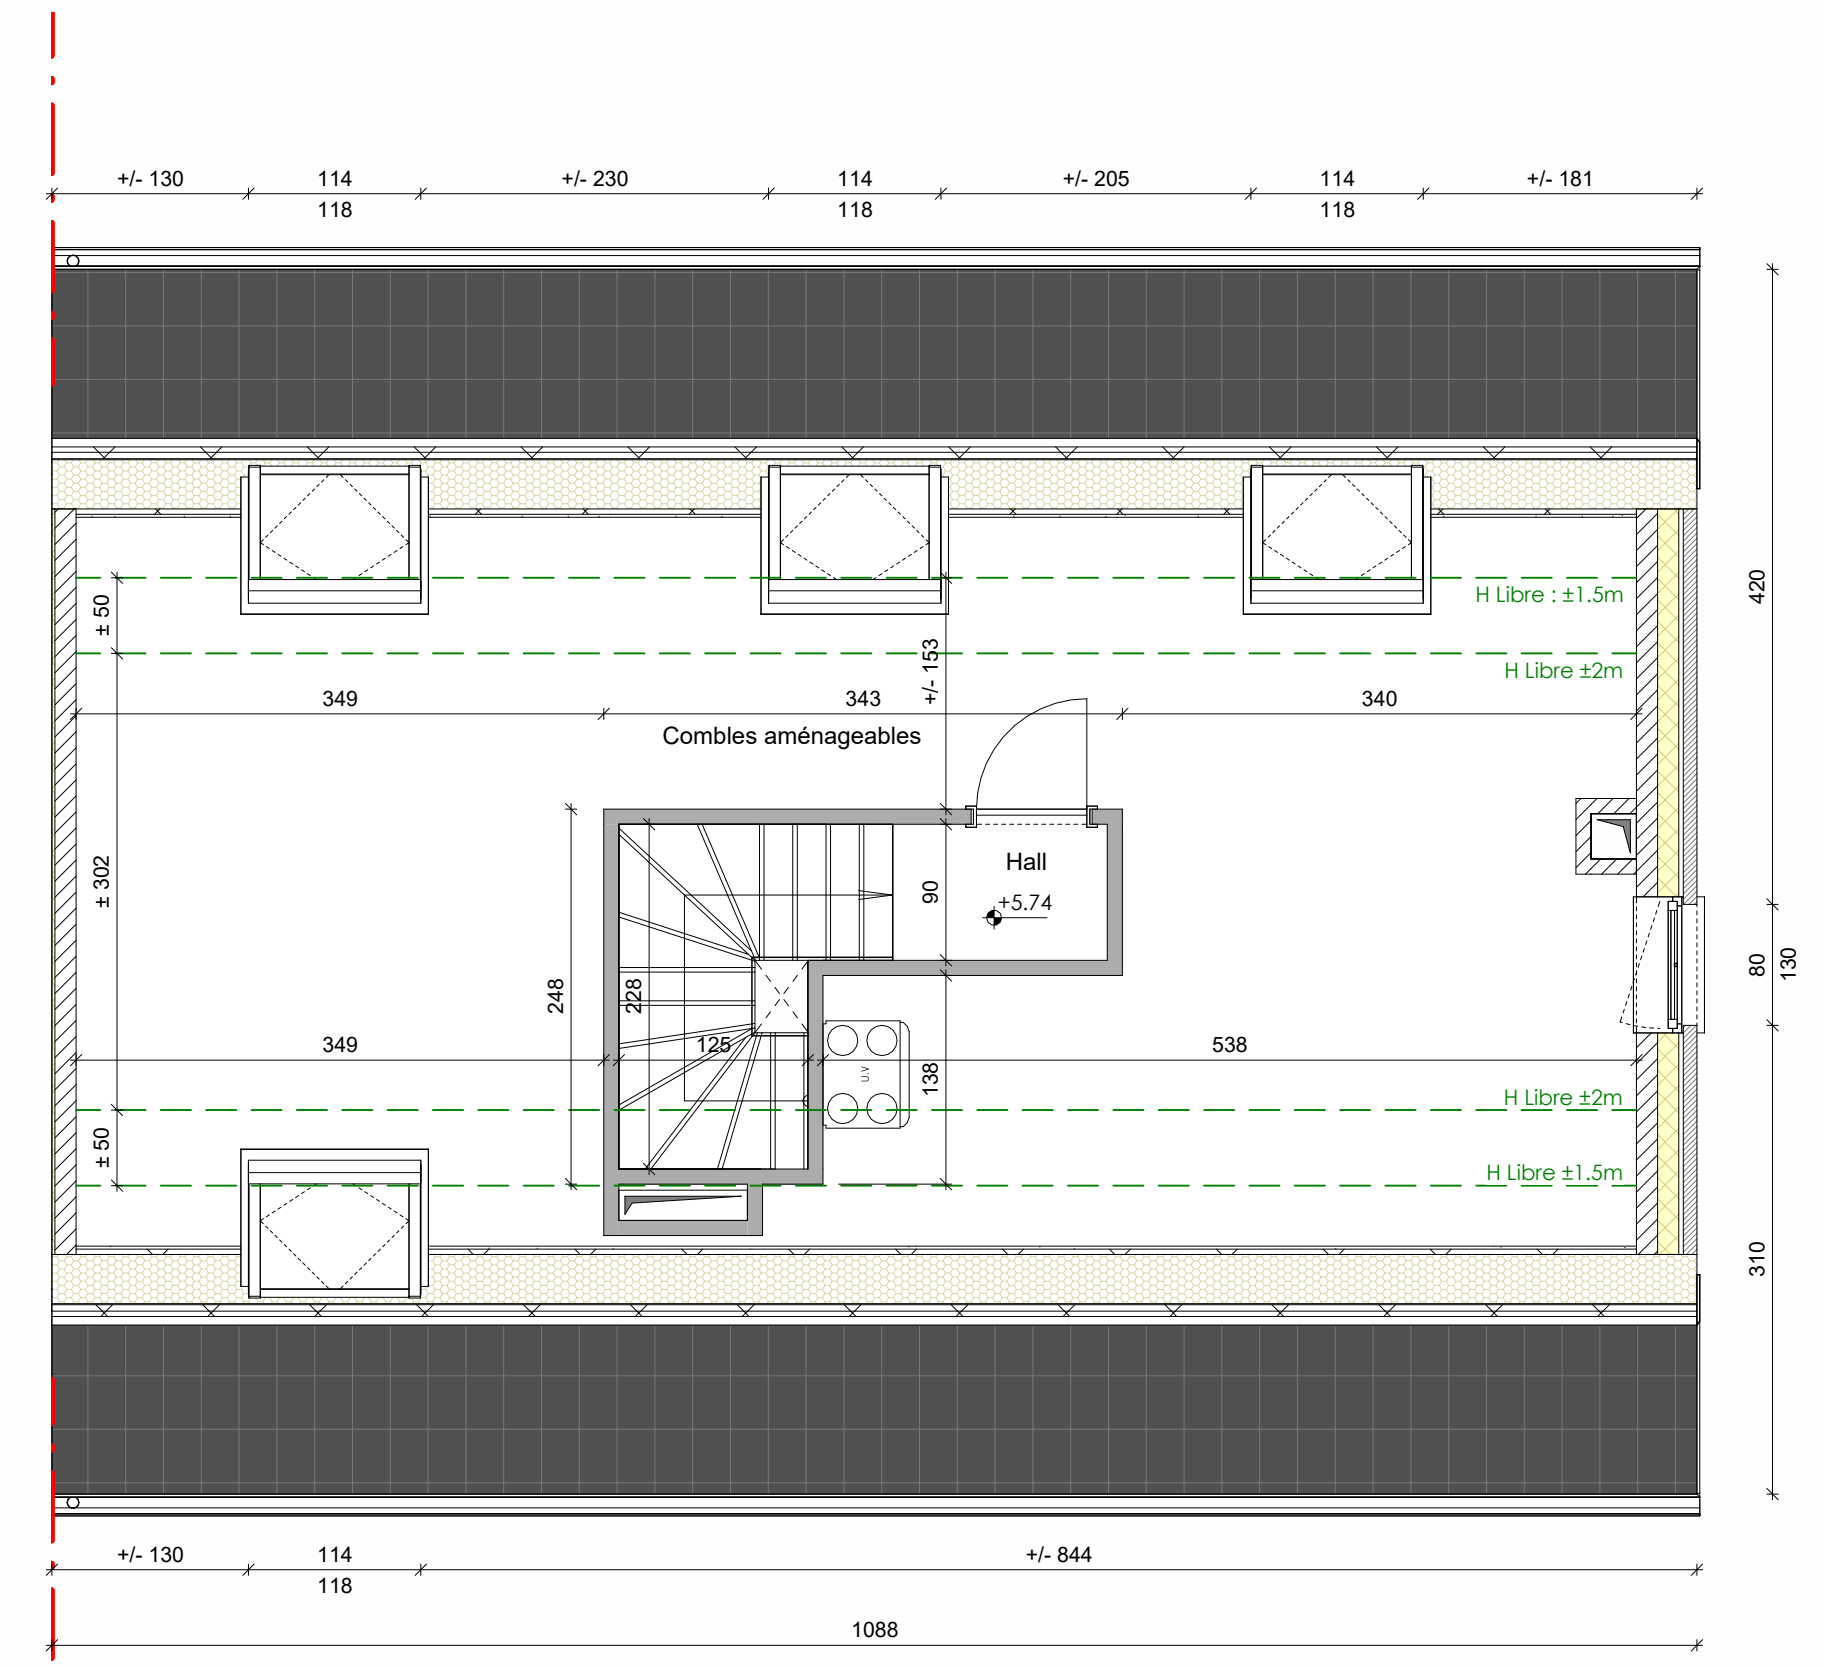 +/- 130 114 +/- 230 114 +/- 205 114 +/- 181
118 118 118
H Libre : ±1.5m
± 50
H Libre ±2m
+/- 153
349 343 340
Combles aménageables
420
Hall
+5.74
90
± 302
248
228
80
130
349 125 538
U.V
138
H Libre ±2m
± 50
H Libre ±1.5m
310
+/- 130 114 +/- 844
118
1088